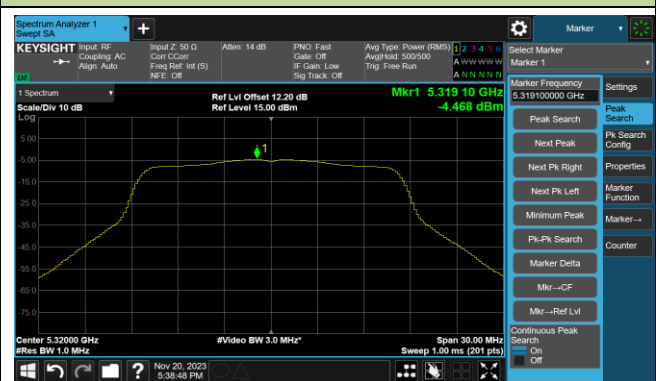 Spectrum Analyzer 1
Swept SA
Marker
KEYSIGHT
Input: RF
Coupling: AC
Align: Auto
Input Z: 50 Ω
Corr CCorr
Freq Ref: Int (S)
NFE: Off
Atten: 14 dB
PNO: Fast
Gate: Off
IF Gain: Low
Sig Track: Off
Avg Type: Power (RMS)
Avg|Hold: 500/500
Trig: Free Run
1 2 3 4 5 6
A W W W W W
A N N N N N
Select Marker
Marker 1
Marker Frequency
5.319100000 GHz
Settings
Peak Search
Next Peak
Next Pk Right
Next Pk Left
Minimum Peak
Pk-Pk Search
Marker Delta
Mkr→CF
Mkr→Ref Lvl
Continuous Peak
Search
On
Off
Peak
Search
Pk Search
Config
Properties
Marker
Function
Marker→
Counter
1 Spectrum
Scale/Div 10 dB
Log
Ref Lvl Offset 12.20 dB
Ref Level 15.00 dBm
Mkr1 5.319 10 GHz
-4.468 dBm
1
5.00
-5.00
-15.0
-25.0
-35.0
-45.0
-55.0
-65.0
-75.0
Center 5.32000 GHz
#Res BW 1.0 MHz
#Video BW 3.0 MHz*
Span 30.00 MHz
Sweep 1.00 ms (201 pts)
Nov 20, 2023
5:38:48 PM